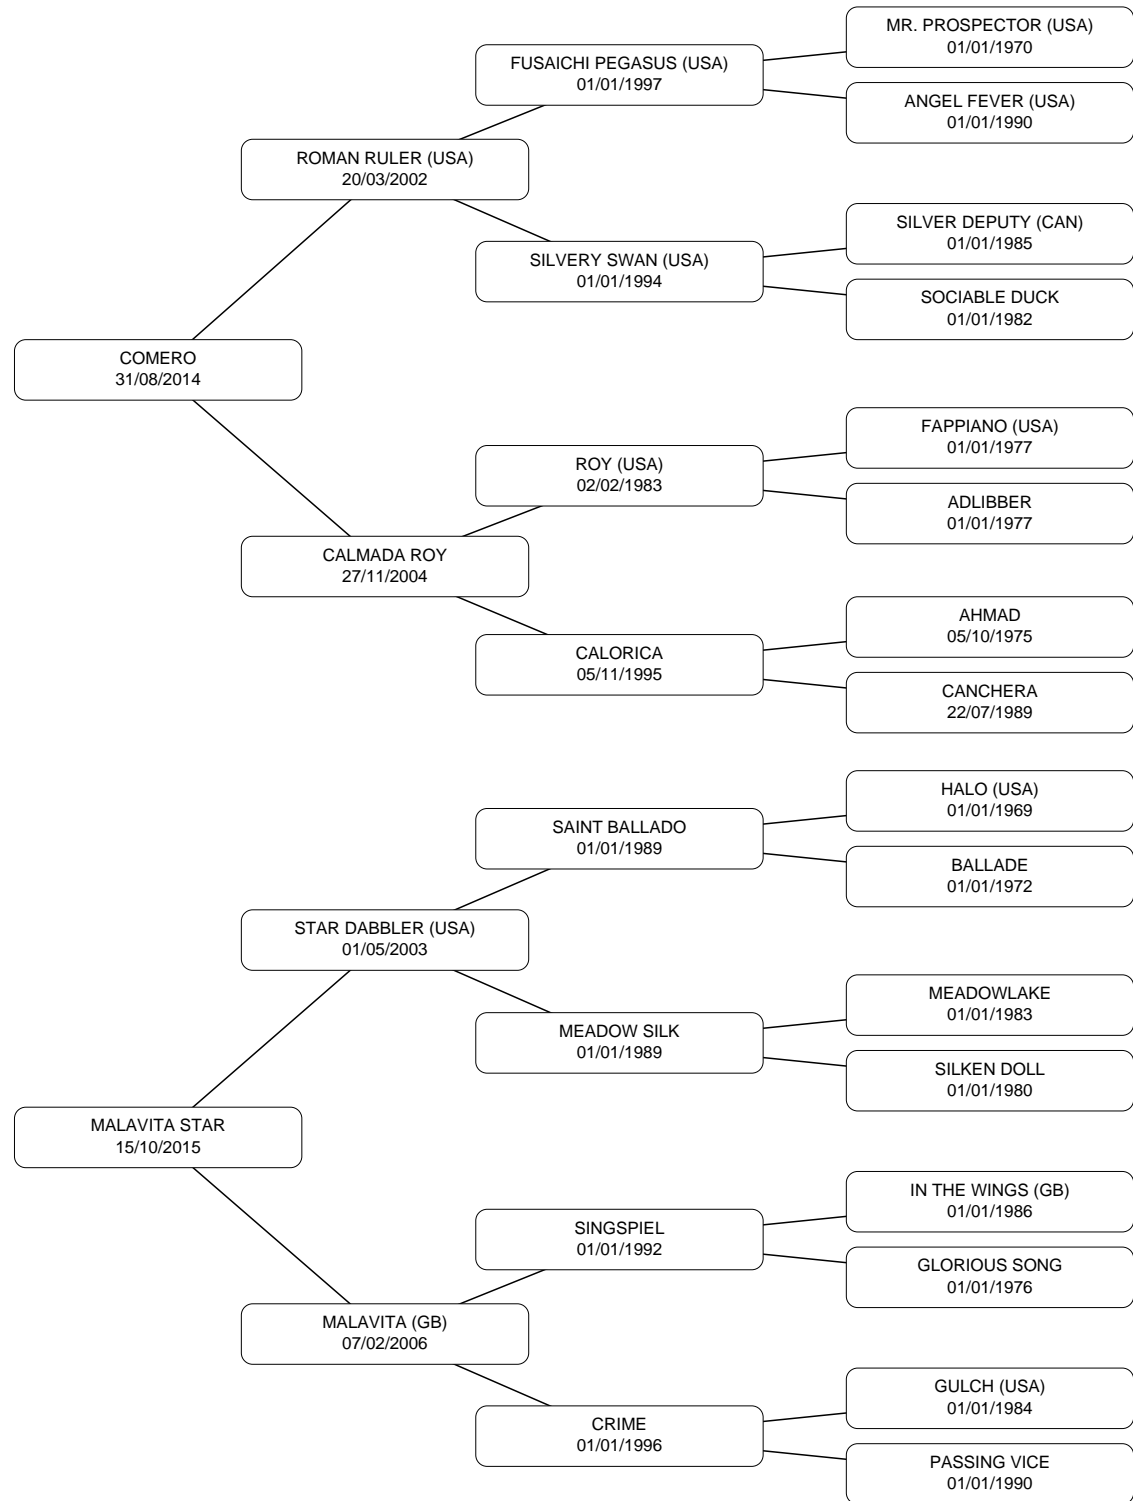 MR. PROSPECTOR (USA)
01/01/1970
FUSAICHI PEGASUS (USA)
01/01/1997
ANGEL FEVER (USA)
01/01/1990
ROMAN RULER (USA)
20/03/2002
SILVER DEPUTY (CAN)
01/01/1985
SILVERY SWAN (USA)
01/01/1994
SOCIABLE DUCK
01/01/1982
COMERO
31/08/2014
FAPPIANO (USA)
01/01/1977
ROY (USA)
02/02/1983
ADLIBBER
01/01/1977
CALMADA ROY
27/11/2004
AHMAD
05/10/1975
CALORICA
05/11/1995
CANCHERA
22/07/1989
HALO (USA)
01/01/1969
SAINT BALLADO
01/01/1989
BALLADE
01/01/1972
STAR DABBLER (USA)
01/05/2003
MEADOWLAKE
01/01/1983
MEADOW SILK
01/01/1989
SILKEN DOLL
01/01/1980
MALAVITA STAR
15/10/2015
IN THE WINGS (GB)
01/01/1986
SINGSPIEL
01/01/1992
GLORIOUS SONG
01/01/1976
MALAVITA (GB)
07/02/2006
GULCH (USA)
01/01/1984
CRIME
01/01/1996
PASSING VICE
01/01/1990